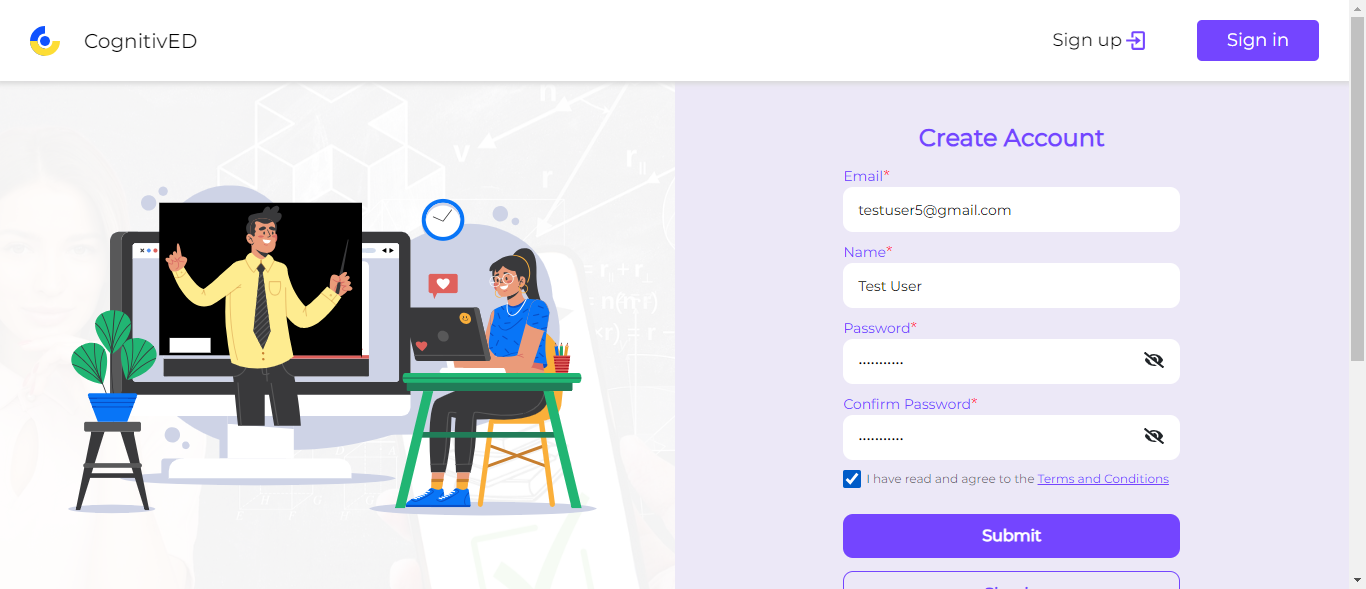 CognitivED
Sign up
Sign in
Create Account
Email*
testuser5@gmail.com
Name*
Test User
Password*
•••••••••••
Confirm Password*
•••••••••••
I have read and agree to the Terms and Conditions
Submit